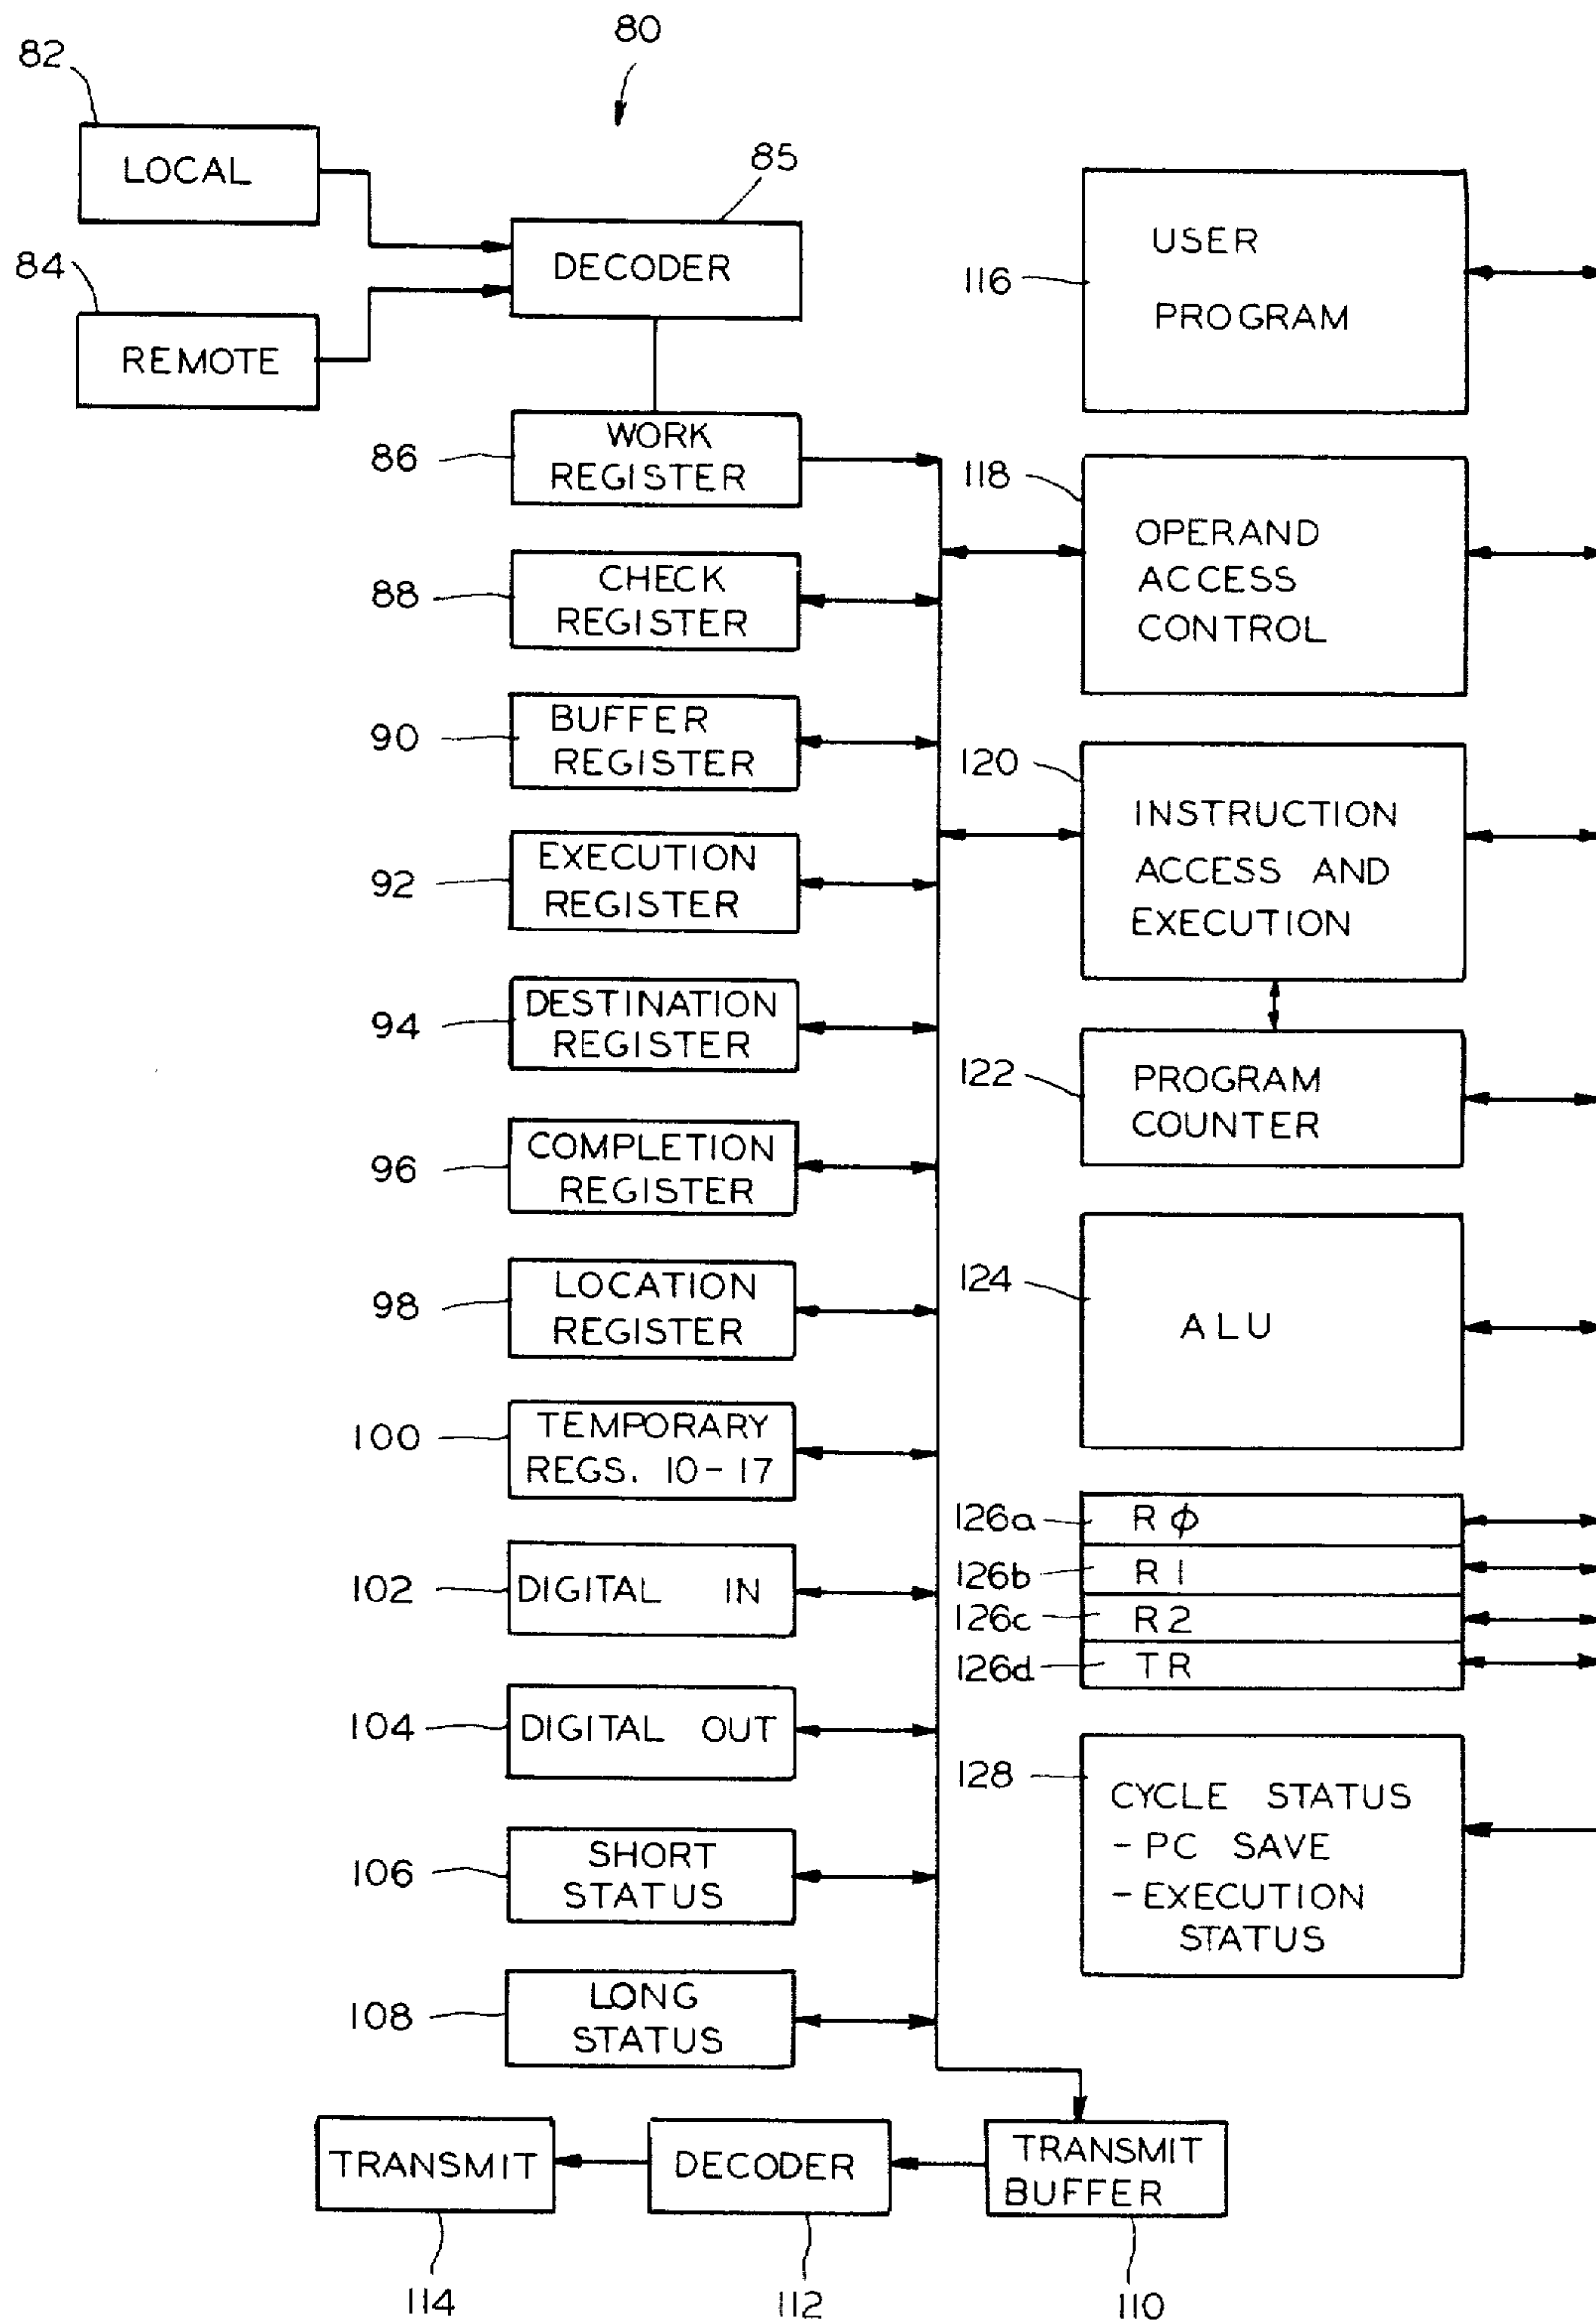 80
82
LOCAL
85
DECODER
84
REMOTE
86
WORK
REGISTER
88
CHECK
REGISTER
90
BUFFER
REGISTER
92
EXECUTION
REGISTER
94
DESTINATION
REGISTER
96
COMPLETION
REGISTER
98
LOCATION
REGISTER
100
TEMPORARY
REGS. 10-17
102
DIGITAL IN
104
DIGITAL OUT
106
SHORT
STATUS
108
LONG
STATUS
TRANSMIT
114
DECODER
112
TRANSMIT
BUFFER
110
116
USER
PROGRAM
118
OPERAND
ACCESS
CONTROL
120
INSTRUCTION
ACCESS AND
EXECUTION
122
PROGRAM
COUNTER
124
ALU
126a
Rϕ
126b
R1
126c
R2
126d
TR
128
CYCLE STATUS
- PC SAVE
- EXECUTION
STATUS